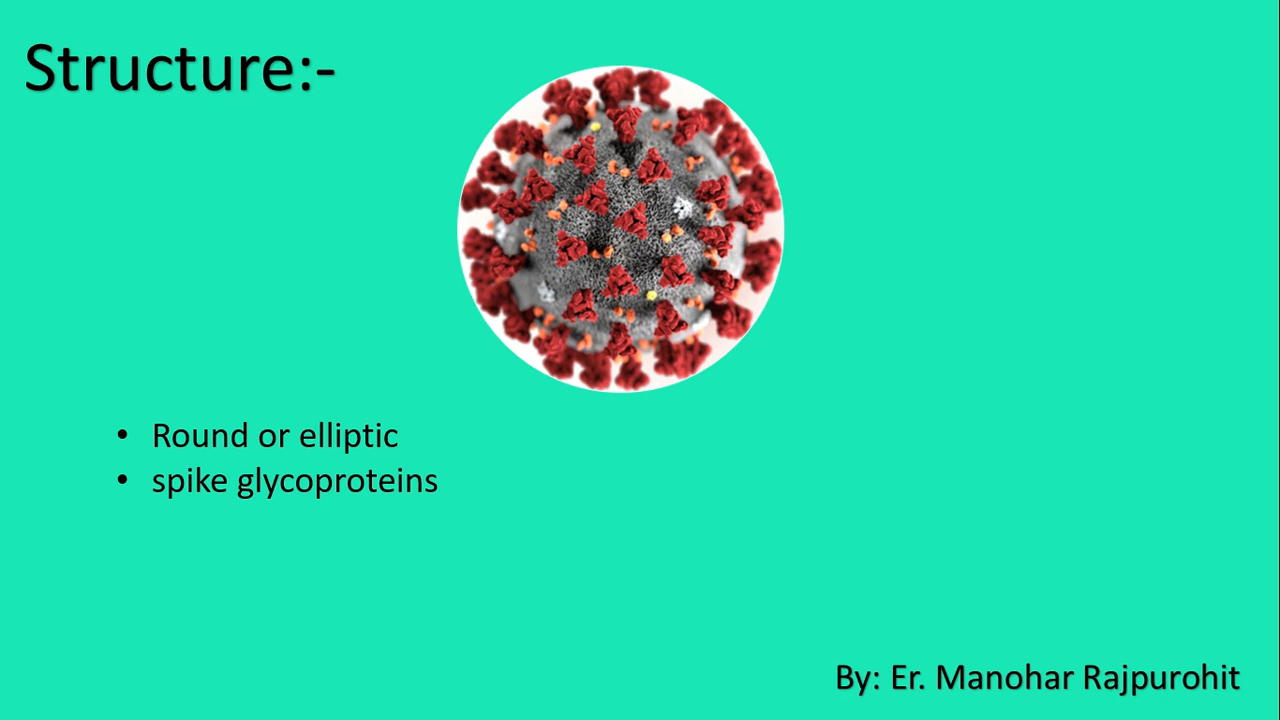 Structure:-
• Round or elliptic
• spike glycoproteins
By: Er. Manohar Rajpurohit